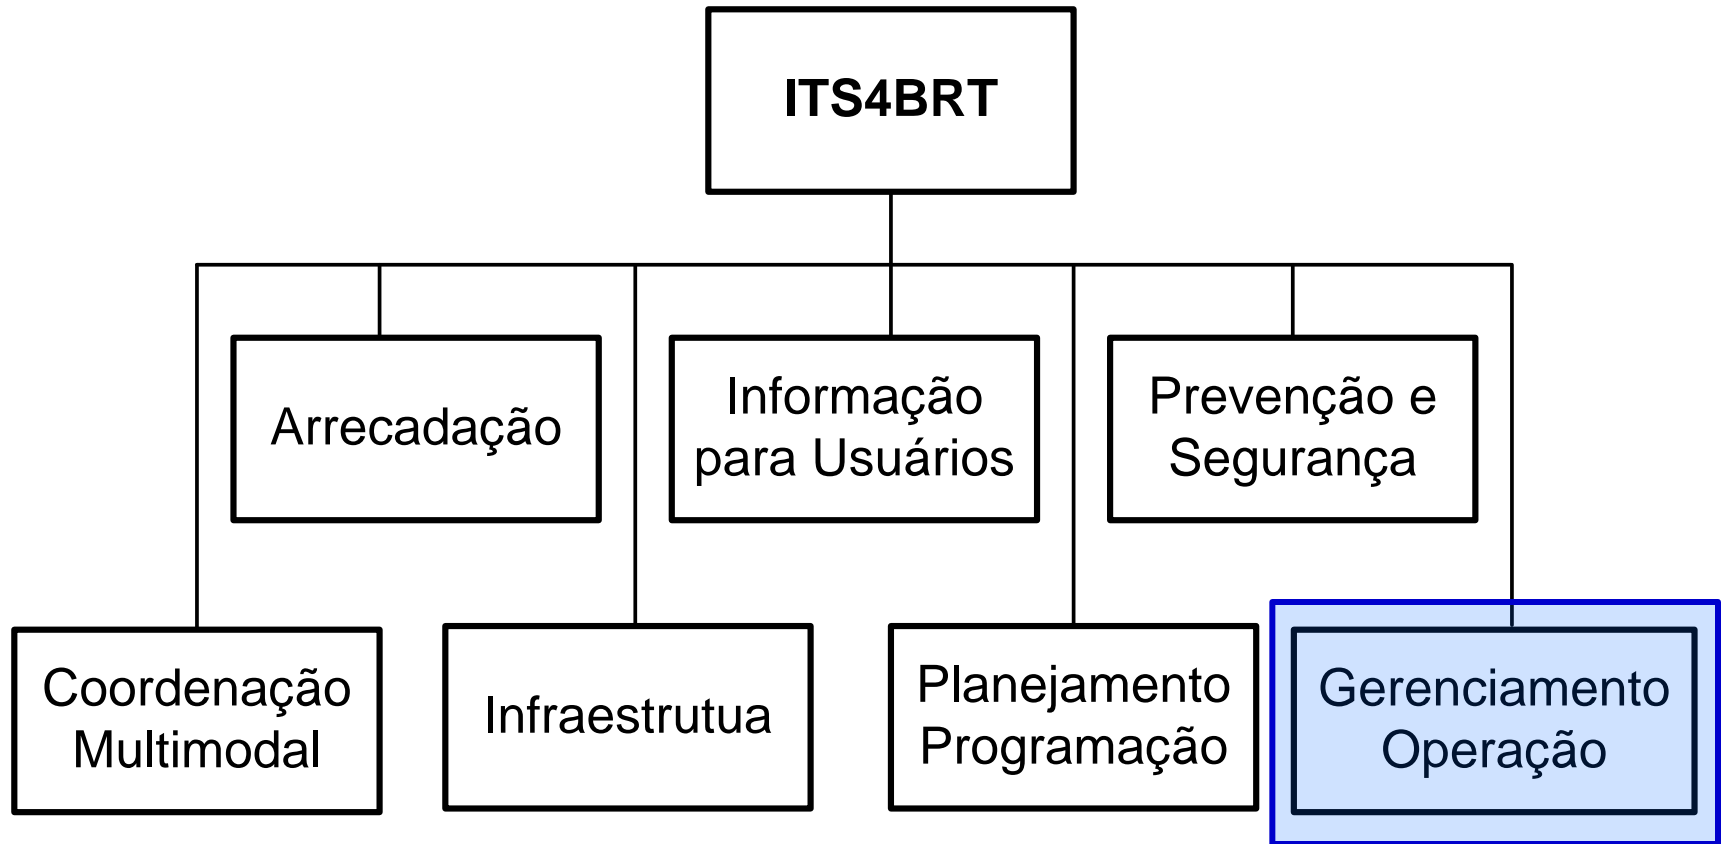 ITS4BRT
Arrecadação
Informação
para Usuários
Prevenção e
Segurança
Coordenação
Multimodal
Infraestrutua
Planejamento
Programação
Gerenciamento
Operação